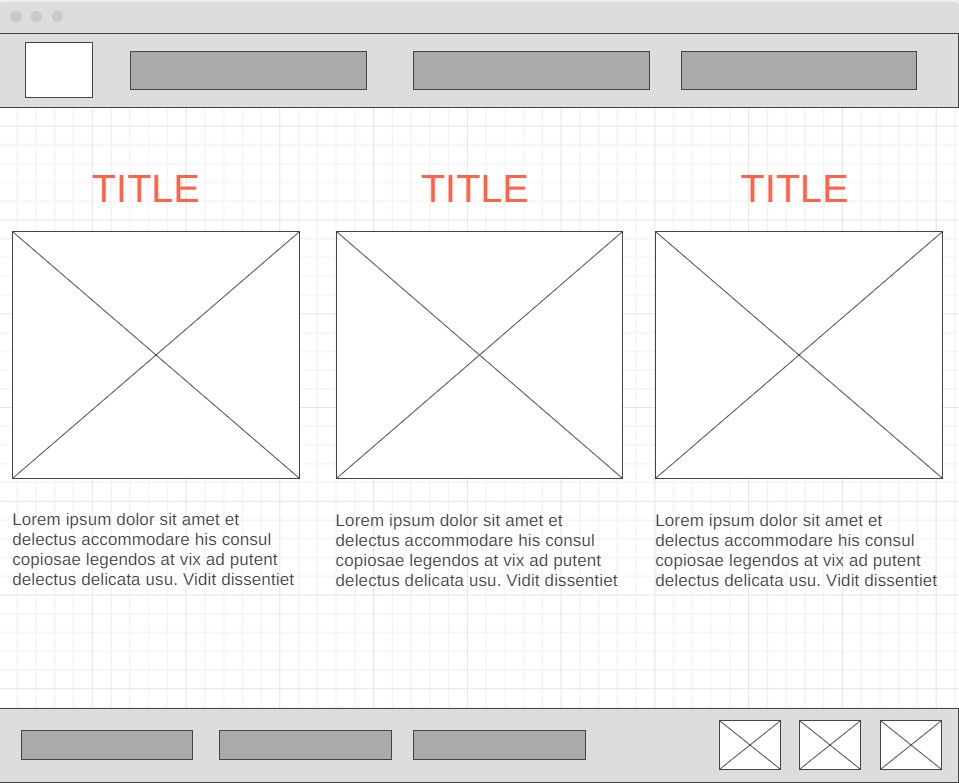 TITLE
TITLE
TITLE
Lorem ipsum dolor sit amet et
delectus accommodare his consul
copiosae legendos at vix ad putent
delectus delicata usu. Vidit dissentiet
Lorem ipsum dolor sit amet et
delectus accommodare his consul
copiosae legendos at vix ad putent
delectus delicata usu. Vidit dissentiet
Lorem ipsum dolor sit amet et
delectus accommodare his consul
copiosae legendos at vix ad putent
delectus delicata usu. Vidit dissentiet